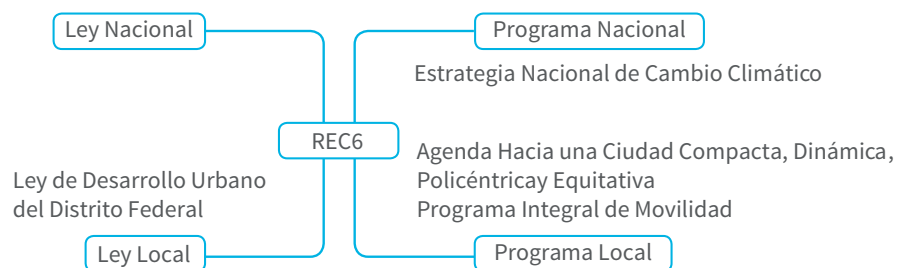 Ley Nacional
Programa Nacional
Estrategia Nacional de Cambio Climático
REC6
Agenda Hacia una Ciudad Compacta, Dinámica,
Policéntricay Equitativa
Programa Integral de Movilidad
Ley de Desarrollo Urbano
del Distrito Federal
Ley Local
Programa Local